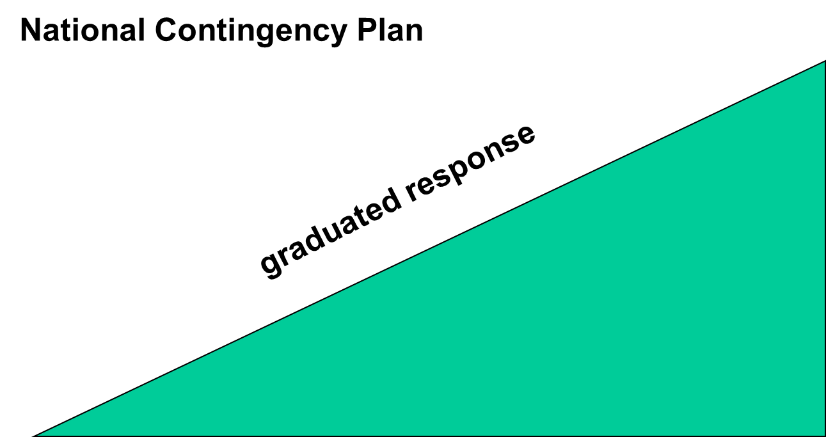 National Contingency Plan
graduated response